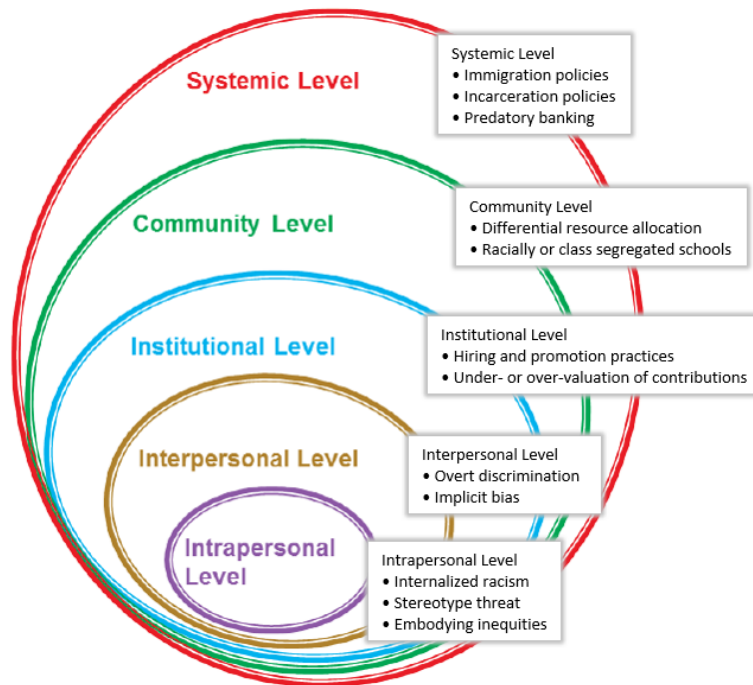 Systemic Level
Systemic Level
• Immigration policies
• Incarceration policies
• Predatory banking
Community Level
Community Level
• Differential resource allocation
• Racially or class segregated schools
Institutional Level
Institutional Level
• Hiring and promotion practices
• Under- or over-valuation of contributions
Interpersonal Level
Interpersonal Level
• Overt discrimination
• Implicit bias
Intrapersonal
Level
Intrapersonal Level
• Internalized racism
• Stereotype threat
• Embodying inequities